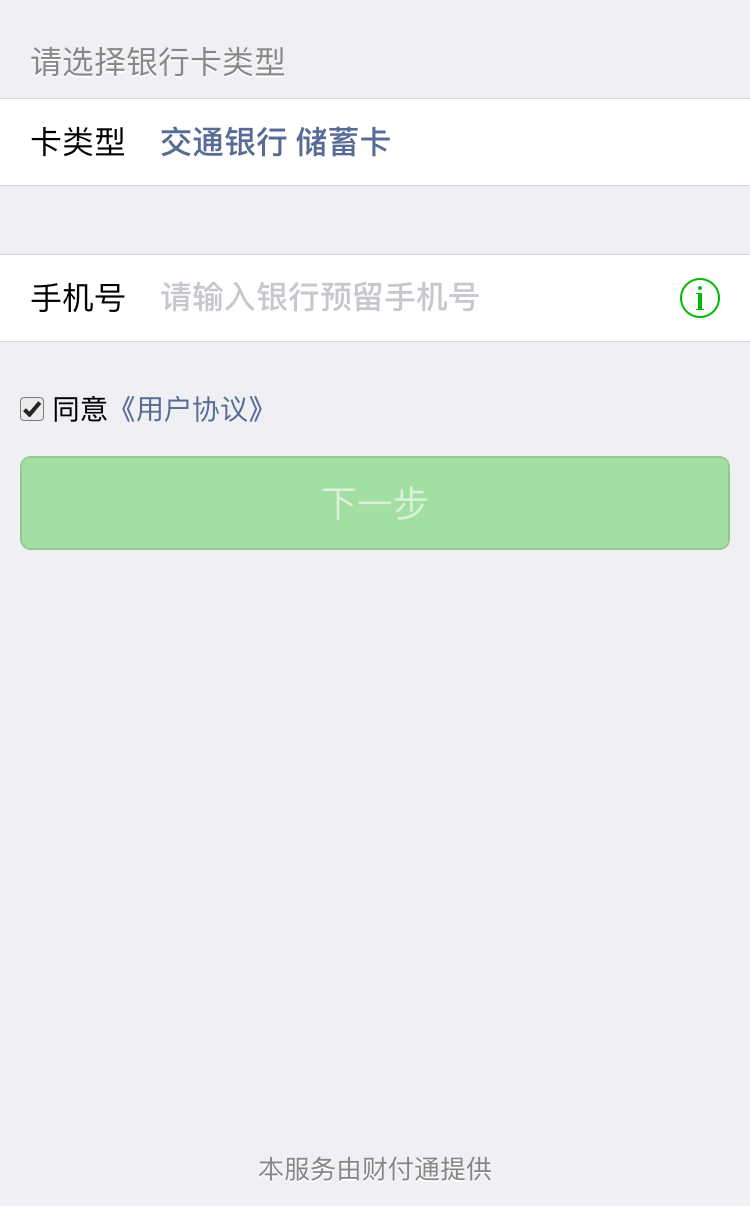 请选择银行卡类型
卡类型 交通银行 储蓄卡
手机号 请输入银行预留手机号
同意《用户协议》
下一步
本服务由财付通提供